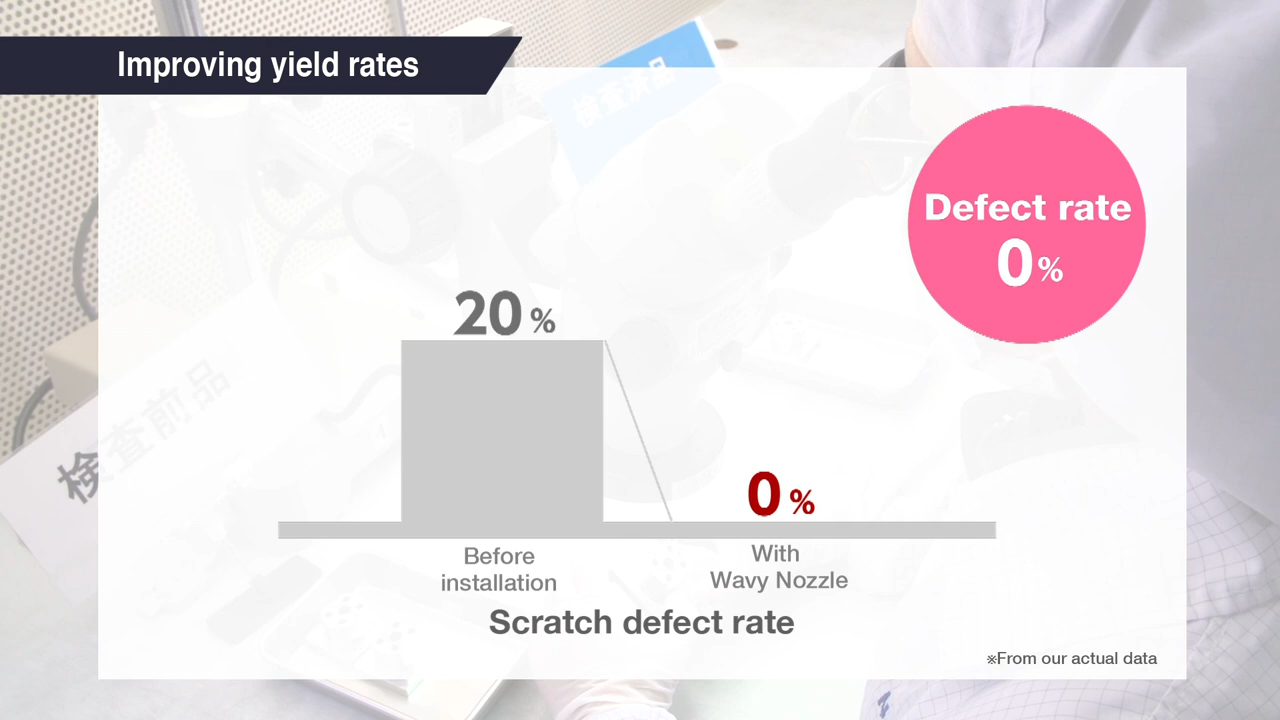 Improving yield rates
検査済品
Defect rate
0%
20%
検査前品
0%
Before
installation
With
Wavy Nozzle
Scratch defect rate
※From our actual data